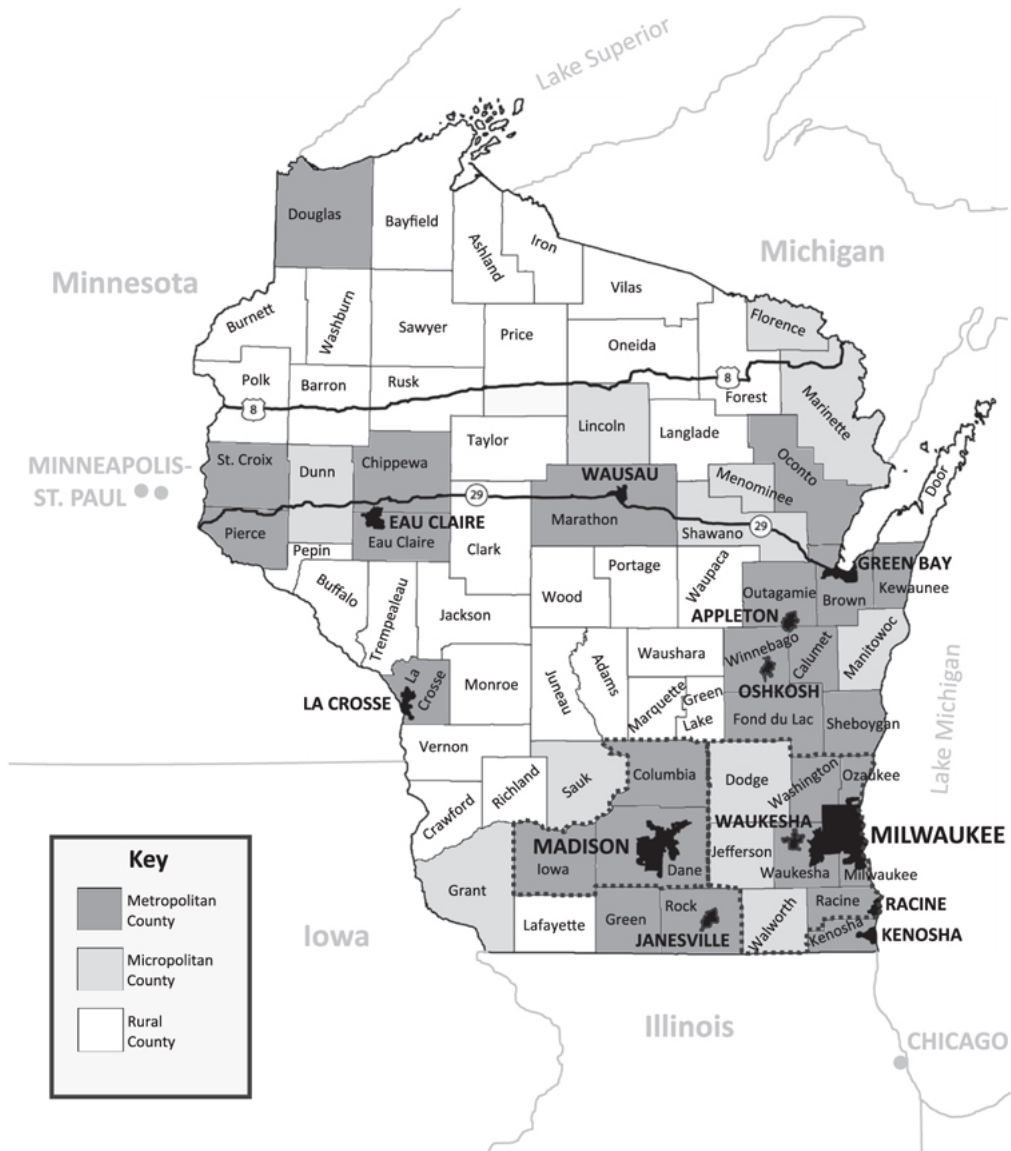 Lake Superior
Douglas
Bayfield
Ashland
Iron
Michigan
Minnesota
Vilas
Burnett
Washburn
Sawyer
Price
Florence
Oneida
Polk
Barron
Rusk
8
8
Forest
Marinette
Lincoln
Langlade
Taylor
St. Croix
Dunn
Chippewa
WAUSAU
Menominee
Oconto
Door
MINNEAPOLIS-
ST. PAUL
29
29
EAU CLAIRE
Marathon
Shawano
Pierce
Eau Claire
Pepin
Clark
GREEN BAY
Portage
Waupaca
Outagamie
Brown
Kewaunee
Buffalo
Trempealeau
Wood
Jackson
APPLETON
Waushara
Winnebago
Calumet
Manitowoc
La
Crosse
Monroe
Juneau
Adams
Marquette
Green
Lake
OSHKOSH
LA CROSSE
Fond du Lac
Sheboygan
Lake Michigan
Vernon
Richland
Sauk
Columbia
Dodge
Washington
Ozaukee
Crawford
WAUKESHA
MILWAUKEE
MADISON
Iowa
Dane
Jefferson
Waukesha
Milwaukee
Grant
Lafayette
Green
Rock
JANESVILLE
Walworth
Racine
RACINE
Kenosha
KENOSHA
Key
Metropolitan
County
Micropolitan
County
Rural
County
Iowa
Illinois
CHICAGO